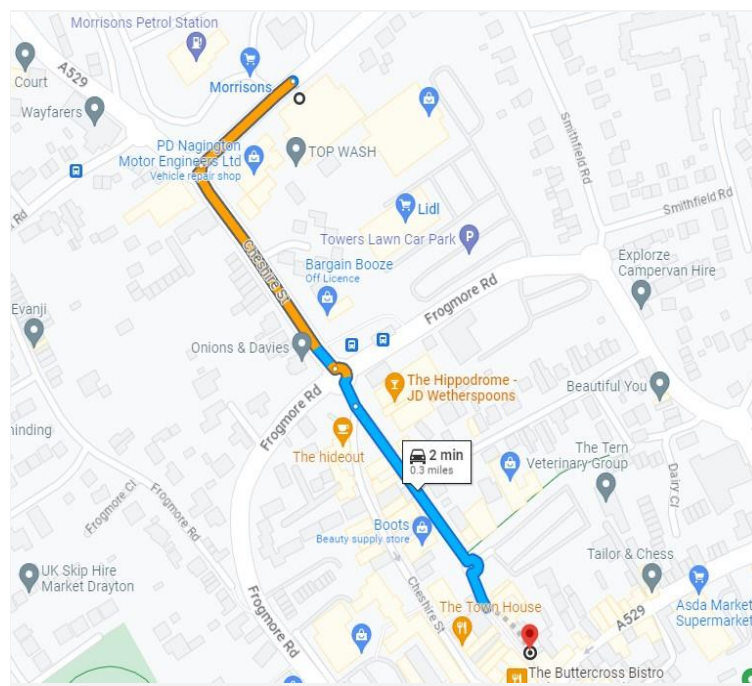 Morrisons Petrol Station
A529
Court
Morrisons
Wayfarers
PD Nagington
Motor Engineers Ltd
Vehicle repair shop
TOP WASH
Smithfield Rd
Rd
Lidl
Smithfield Rd
Towers Lawn Car Park
P
Cheshire St
Explorze
Campervan Hire
Bargain Booze
Off Licence
Evanji
Frogmore Rd
Onions & Davies
The Hippodrome -
JD Wetherspoons
Beautiful You
Frogmore Rd
hinding
The hideout
2 min
0.3 miles
The Tern
Veterinary Group
Dairy Cl
Frogmore Cl
Frogmore Rd
Boots
Beauty supply store
Tailor & Chess
UK Skip Hire
Market Drayton
Cheshire St
The Town House
Asda Market
Supermarket
A529
Frogmore Rd
The Buttercross Bistro